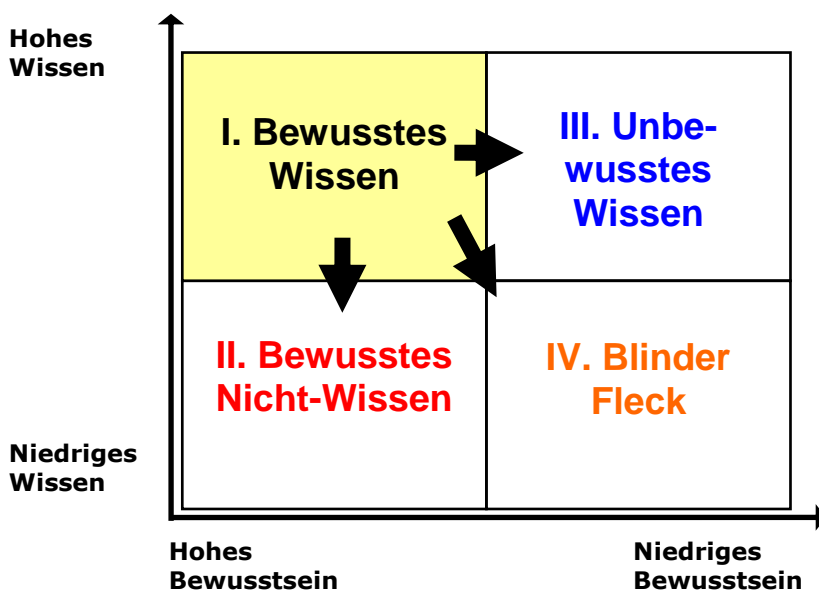 Hohes
Wissen
I. Bewusstes
Wissen
III. Unbe-
wusstes
Wissen
II. Bewusstes
Nicht-Wissen
IV. Blinder
Fleck
Niedriges
Wissen
Hohes
Bewusstsein
Niedriges
Bewusstsein